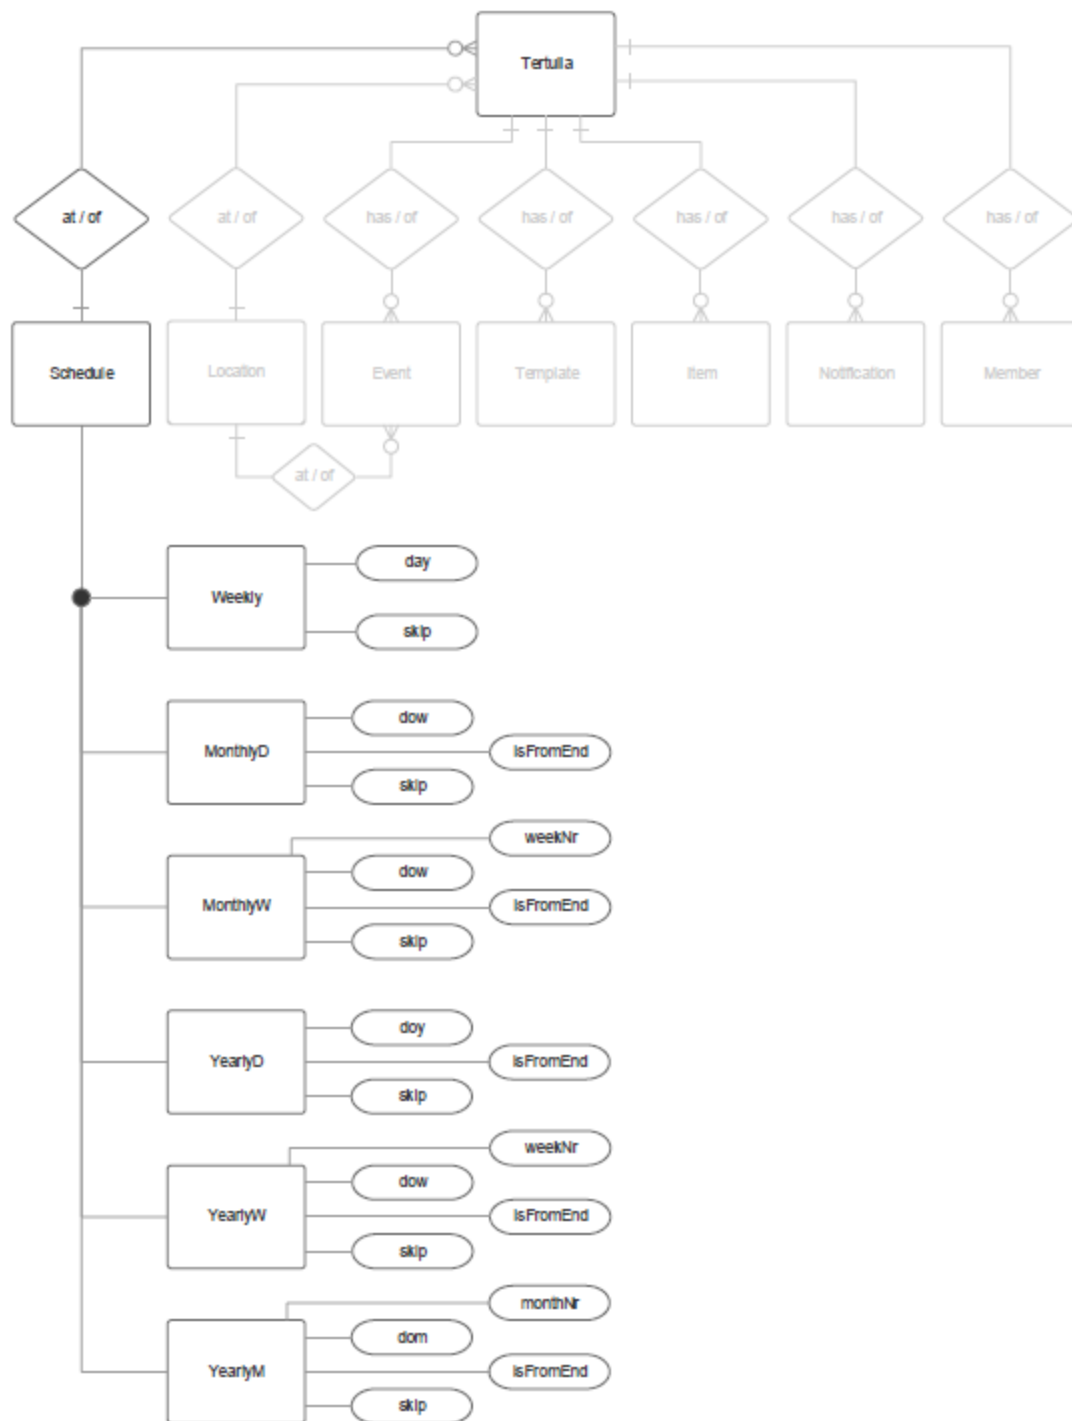 Tertulia
at / of
at / of
has / of
has / of
has / of
has / of
has / of
Schedule
Location
Event
Template
Item
Notification
Member
at / of
day
Weekly
skip
dow
MonthlyD
isFromEnd
skip
weekNr
dow
MonthlyW
isFromEnd
skip
doy
YearlyD
isFromEnd
skip
weekNr
dow
YearlyW
isFromEnd
skip
monthNr
dom
YearlyM
isFromEnd
skip